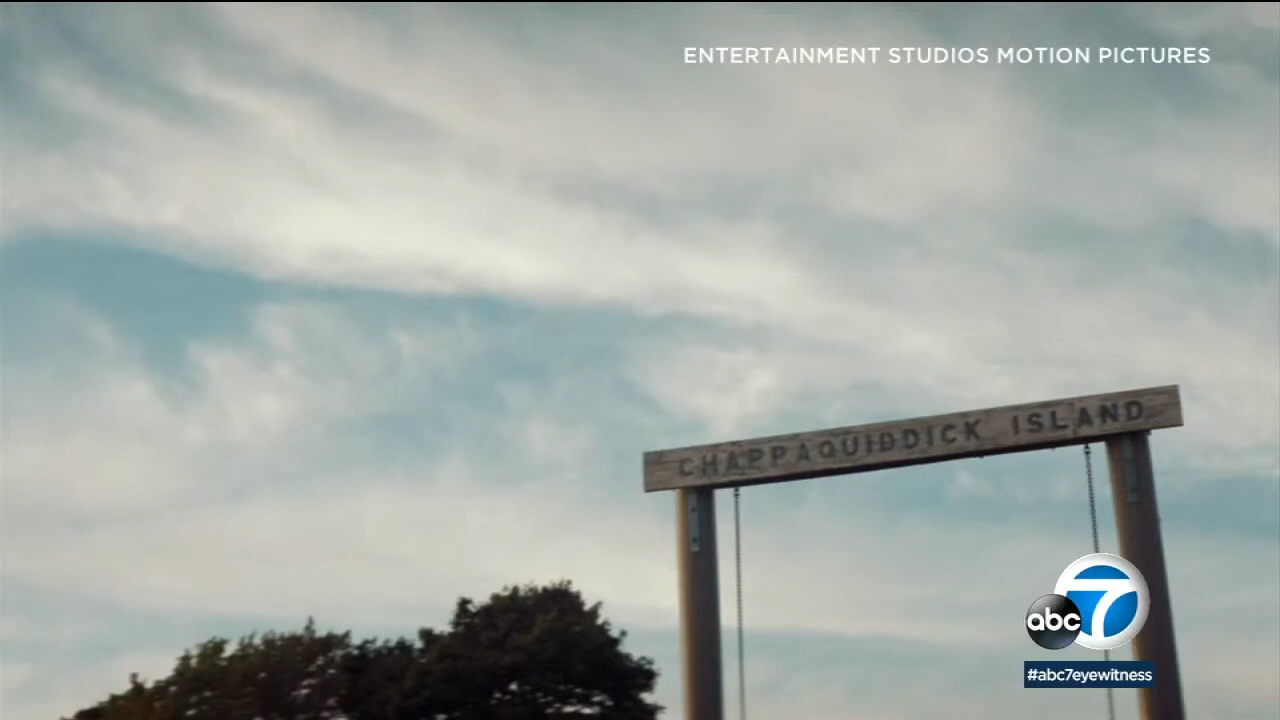 ENTERTAINMENT STUDIOS MOTION PICTURES
CHAPPAQUIDDICK ISLAND
abc 7
#abc7eyewitness